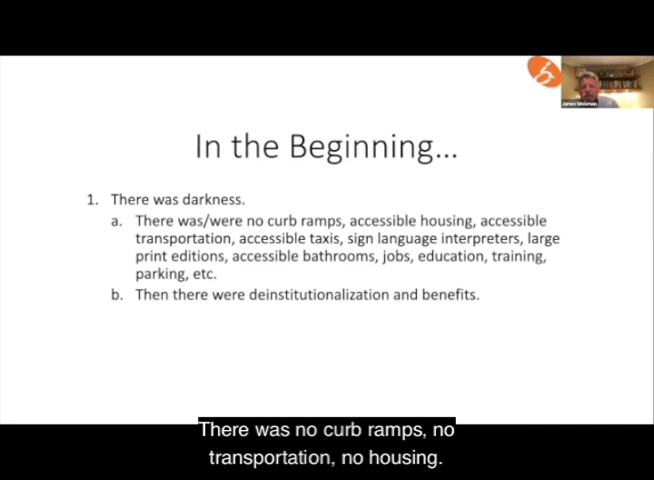 In the Beginning...
1. There was darkness.
a. There was/were no curb ramps, accessible housing, accessible
transportation, accessible taxis, sign language interpreters, large
print editions, accessible bathrooms, jobs, education, training,
parking, etc.
b. Then there were deinstitutionalization and benefits.
There was no curb ramps, no
transportation, no housing.